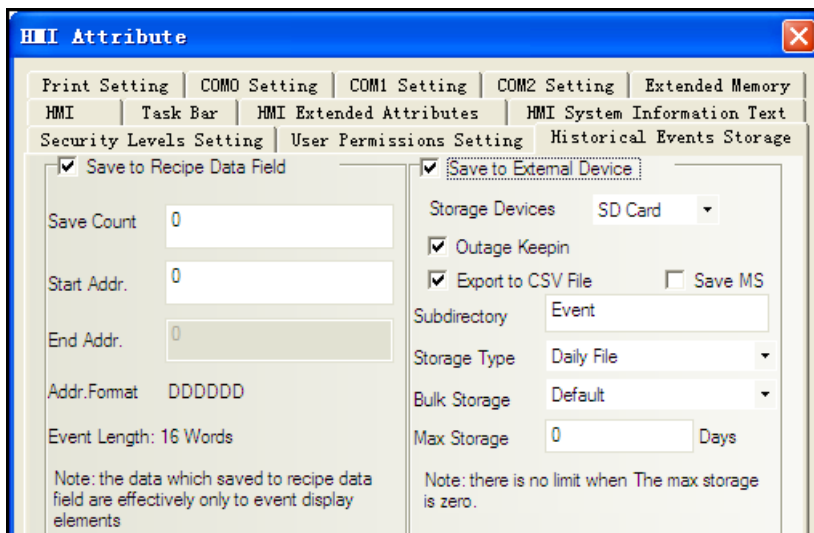 HMI Attribute
Print Setting COM0 Setting COM1 Setting COM2 Setting Extended Memory
HMI Task Bar HMI Extended Attributes HMI System Information Text
Security Levels Setting User Permissions Setting Historical Events Storage
Save to Recipe Data Field
Save Count 0
Start Addr. 0
End Addr. 0
Addr.Format DDDDDD
Event Length: 16 Words
Note: the data which saved to recipe data
field are effectively only to event display
elements
Save to External Device
Storage Devices SD Card
Outage Keepin
Export to CSV File Save MS
Subdirectory Event
Storage Type Daily File
Bulk Storage Default
Max Storage 0 Days
Note: there is no limit when The max storage
is zero.